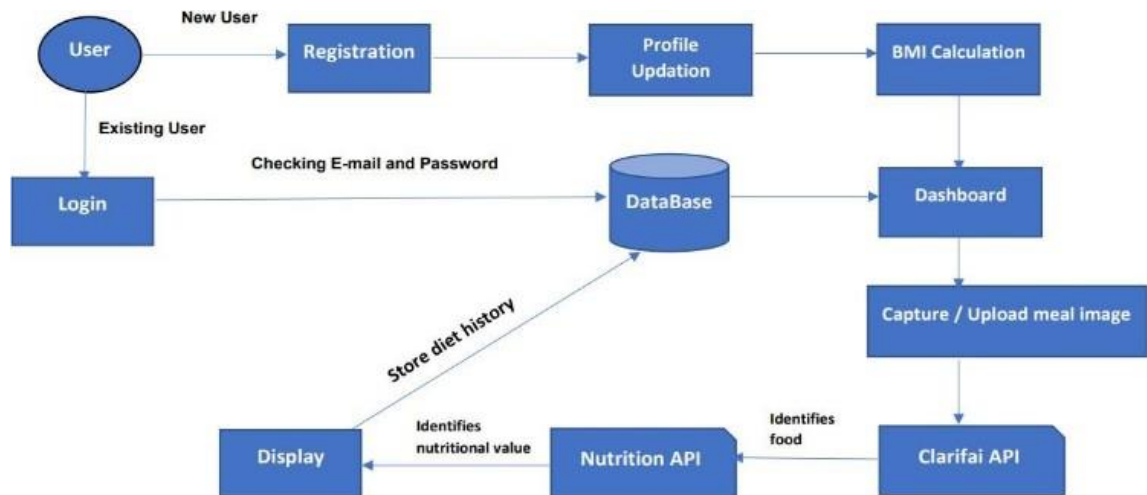 New User
User
Registration
Profile
Updation
BMI Calculation
Existing User
Checking E-mail and Password
Login
DataBase
Dashboard
Capture / Upload meal image
Store diet history
Identifies
nutritional value
Identifies
food
Display
Nutrition API
Clarifai API